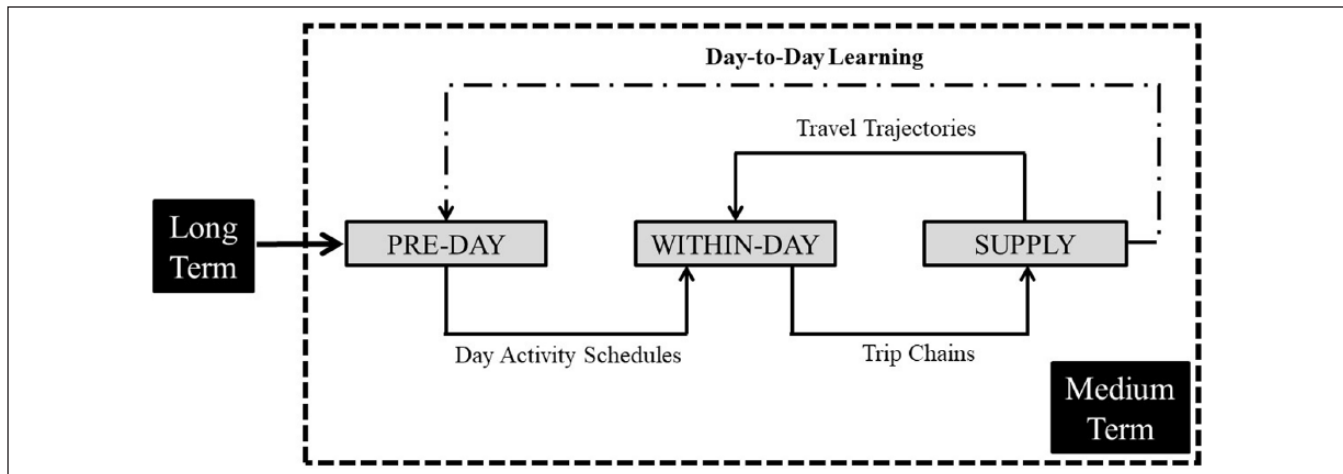 Day-to-Day Learning
Travel Trajectories
Long
Term
PRE-DAY
WITHIN-DAY
SUPPLY
Day Activity Schedules
Trip Chains
Medium
Term